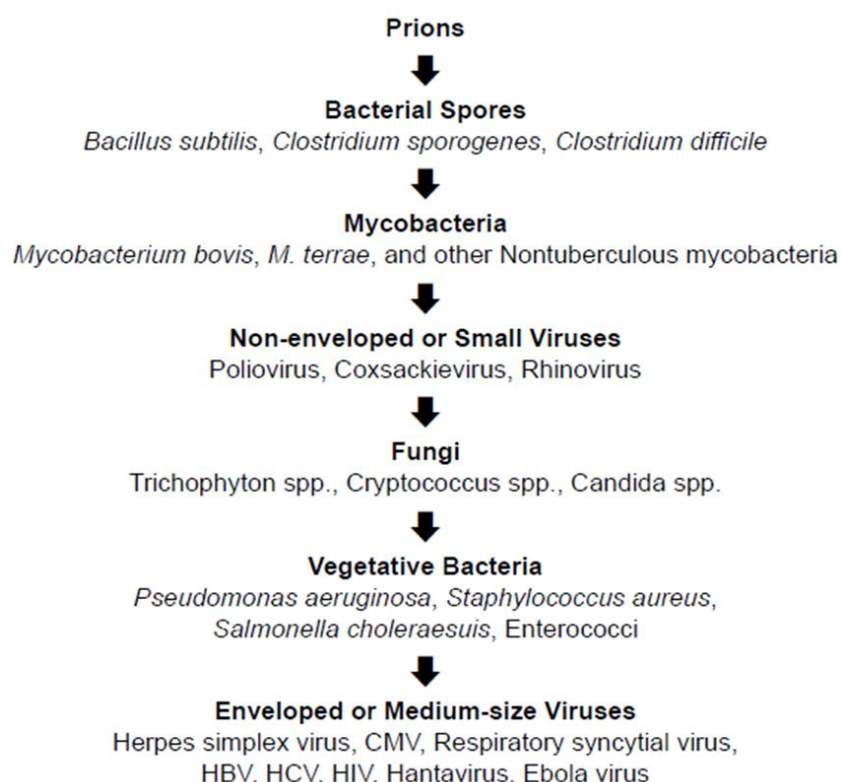 Prions
Bacterial Spores
Bacillus subtilis, Clostridium sporogenes, Clostridium difficile
Mycobacteria
Mycobacterium bovis, M. terrae, and other Nontuberculous mycobacteria
Non-enveloped or Small Viruses
Poliovirus, Coxsackievirus, Rhinovirus
Fungi
Trichophyton spp., Cryptococcus spp., Candida spp.
Vegetative Bacteria
Pseudomonas aeruginosa, Staphylococcus aureus,
Salmonella choleraesuis, Enterococci
Enveloped or Medium-size Viruses
Herpes simplex virus, CMV, Respiratory syncytial virus,
HBV, HCV, HIV, Hantavirus, Ebola virus